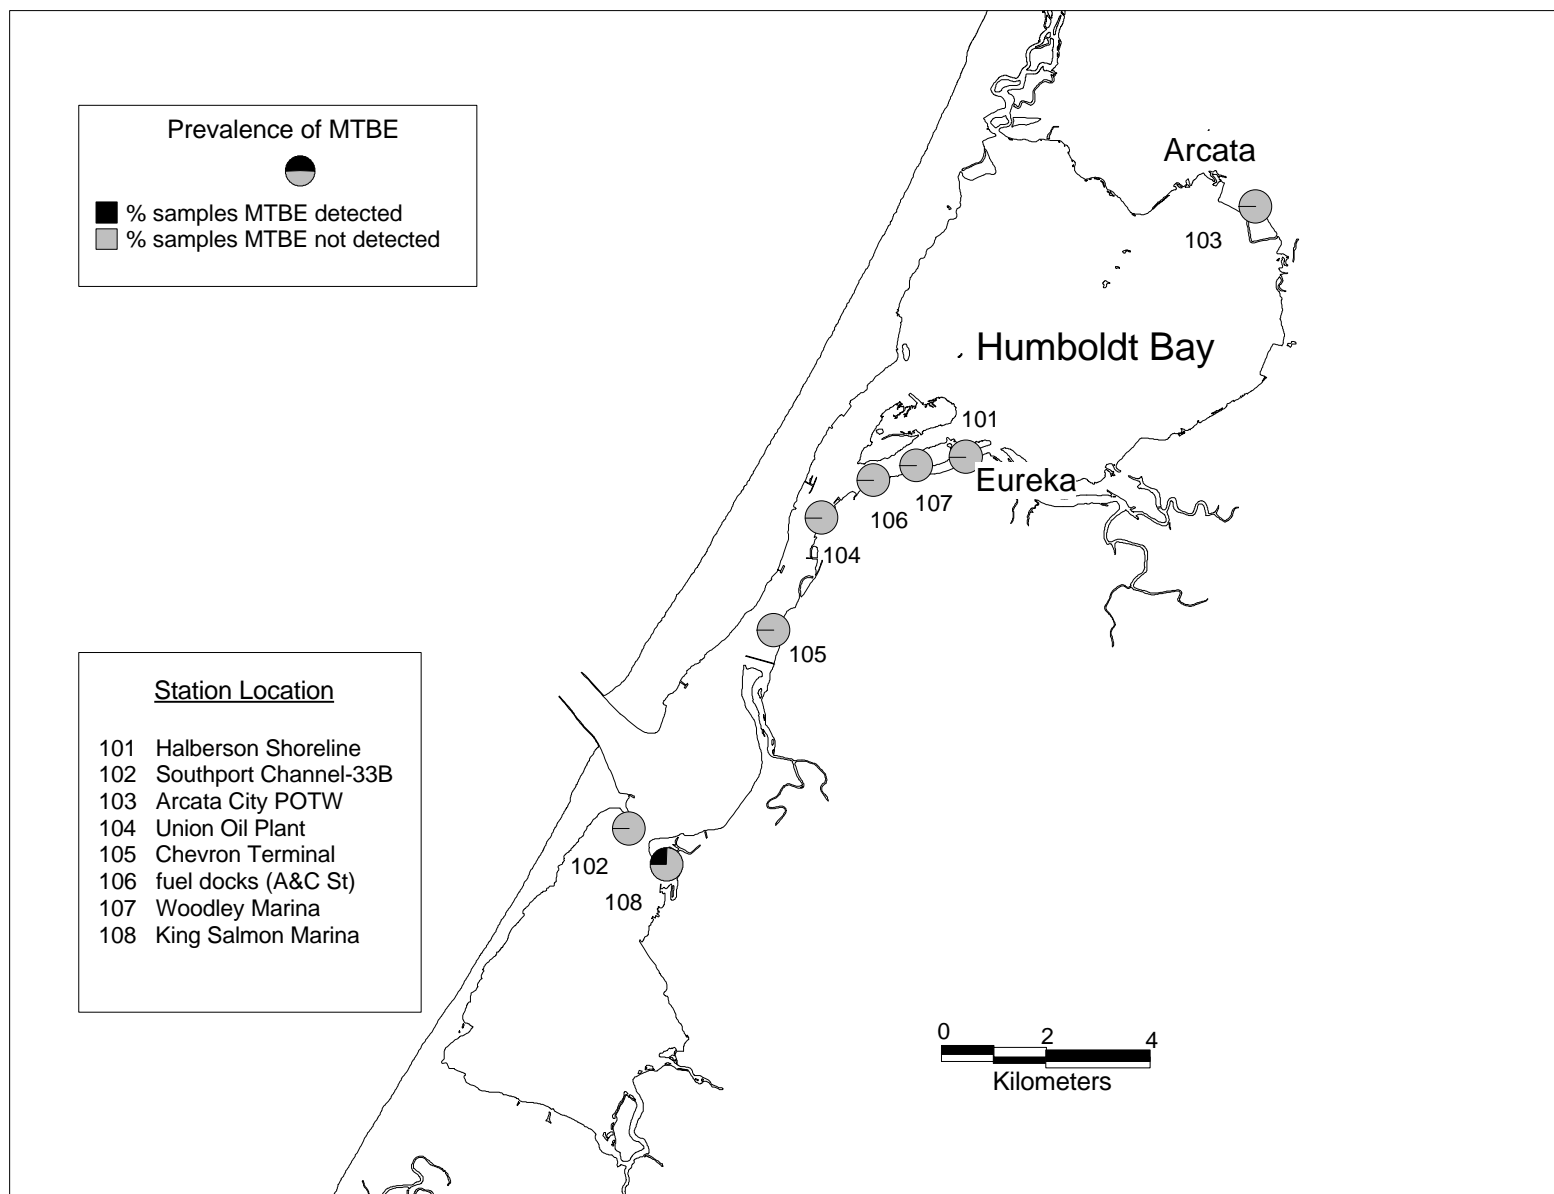 Prevalence of MTBE
% samples MTBE detected
% samples MTBE not detected
Arcata
103
Humboldt Bay
101
Eureka
107
106
104
105
102
108
Station Location
101 Halberson Shoreline
102 Southport Channel-33B
103 Arcata City POTW
104 Union Oil Plant
105 Chevron Terminal
106 fuel docks (A&C St)
107 Woodley Marina
108 King Salmon Marina
0 2 4
Kilometers